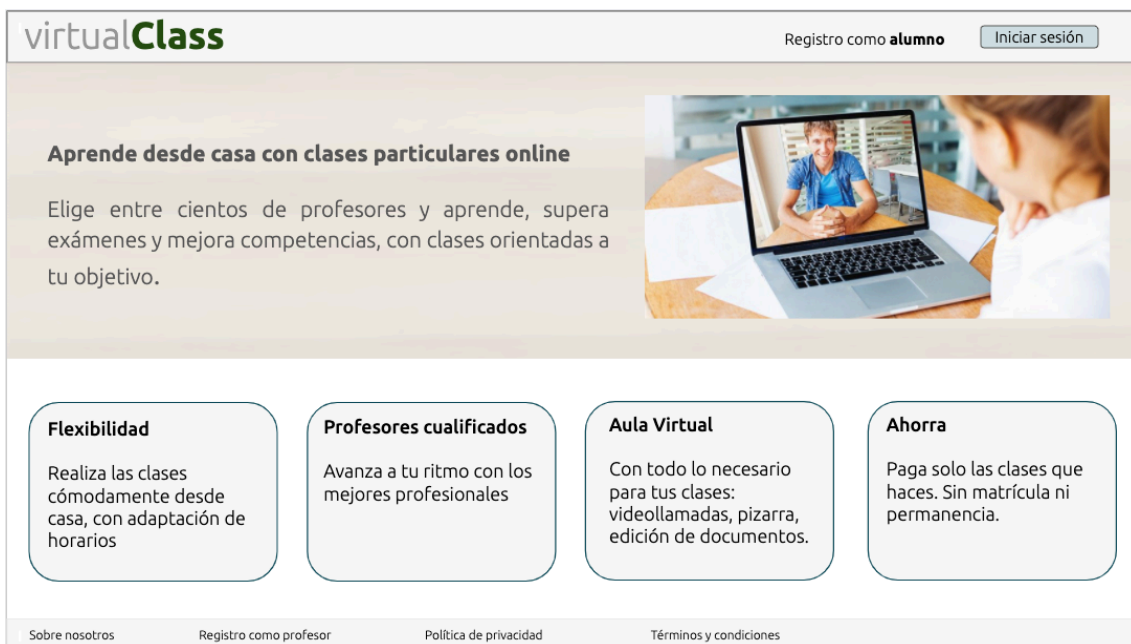 virtualClass
Registro como alumno
Iniciar sesión
Aprende desde casa con clases particulares online
Elige entre cientos de profesores y aprende, supera
exámenes y mejora competencias, con clases orientadas a
tu objetivo.
Flexibilidad
Realiza las clases
cómodamente desde
casa, con adaptación de
horarios
Profesores cualificados
Avanza a tu ritmo con los
mejores profesionales
Aula Virtual
Con todo lo necesario
para tus clases:
videollamadas, pizarra,
edición de documentos.
Ahorra
Paga solo las clases que
haces. Sin matrícula ni
permanencia.
Sobre nosotros
Registro como profesor
Política de privacidad
Términos y condiciones